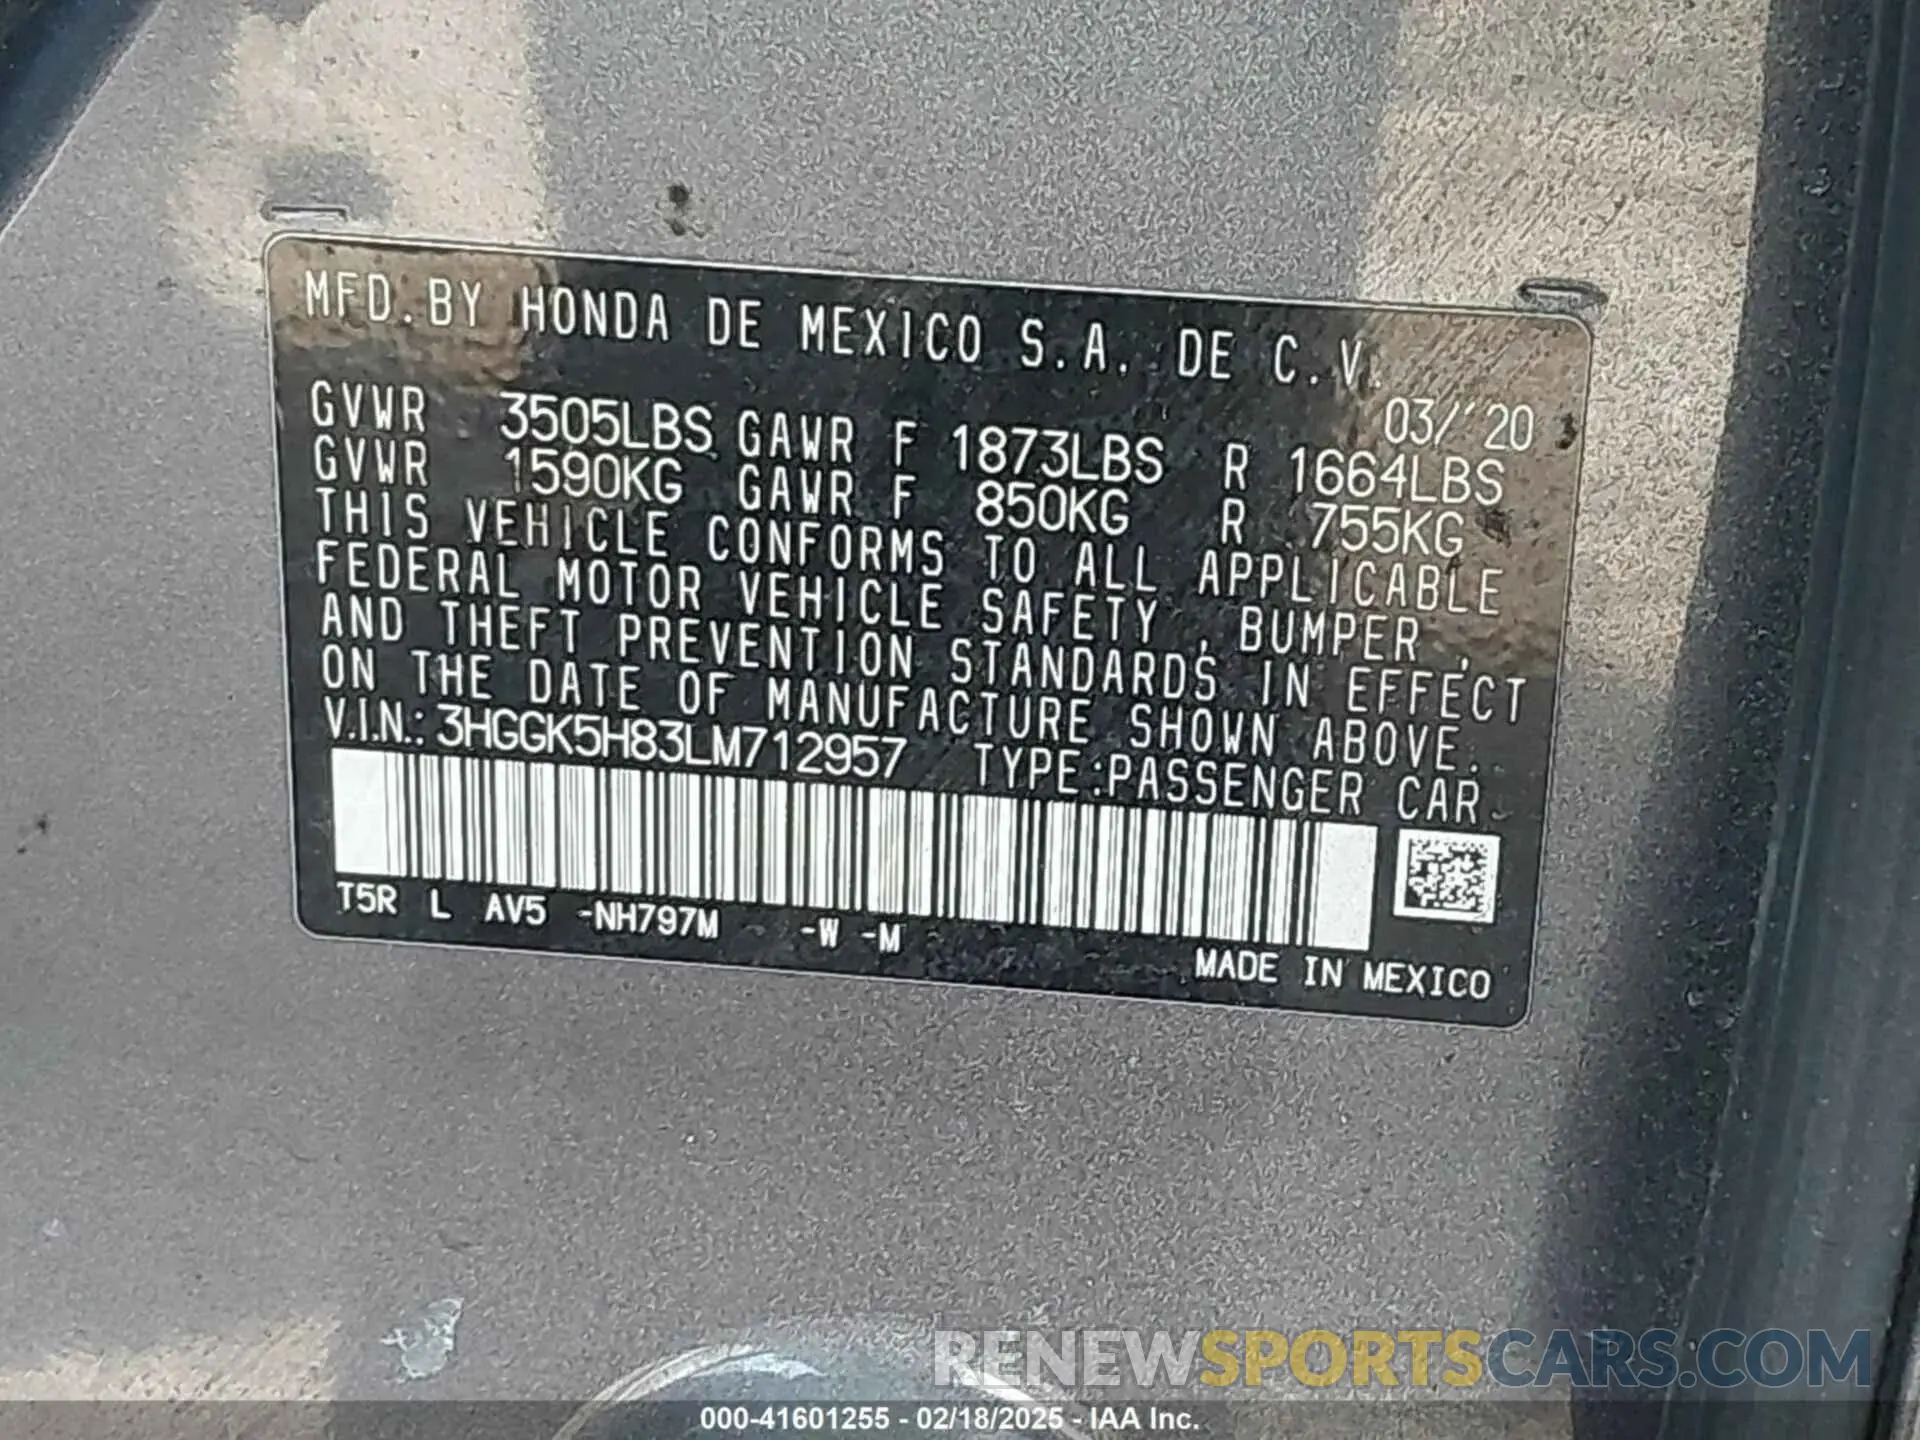 MFD. BY HONDA DE MEXICO S.A. DE C.V.
03/'20
GVWR 3505LBS GAWR F 1873LBS R 1664LBS
GVWR 1590KG GAWR F 850KG R 755KG
THIS VEHICLE CONFORMS TO ALL APPLICABLE
FEDERAL MOTOR VEHICLE SAFETY, BUMPER,
AND THEFT PREVENTION STANDARDS IN EFFECT
ON THE DATE OF MANUFACTURE SHOWN ABOVE.
V.I.N.: 3HGGK5H83LM712957 TYPE:PASSENGER CAR
T5R L AV5 -NH797M -W -M
MADE IN MEXICO
RENEWSPORTSCARS.COM
000-41601255 - 02/18/2025 - IAA Inc.